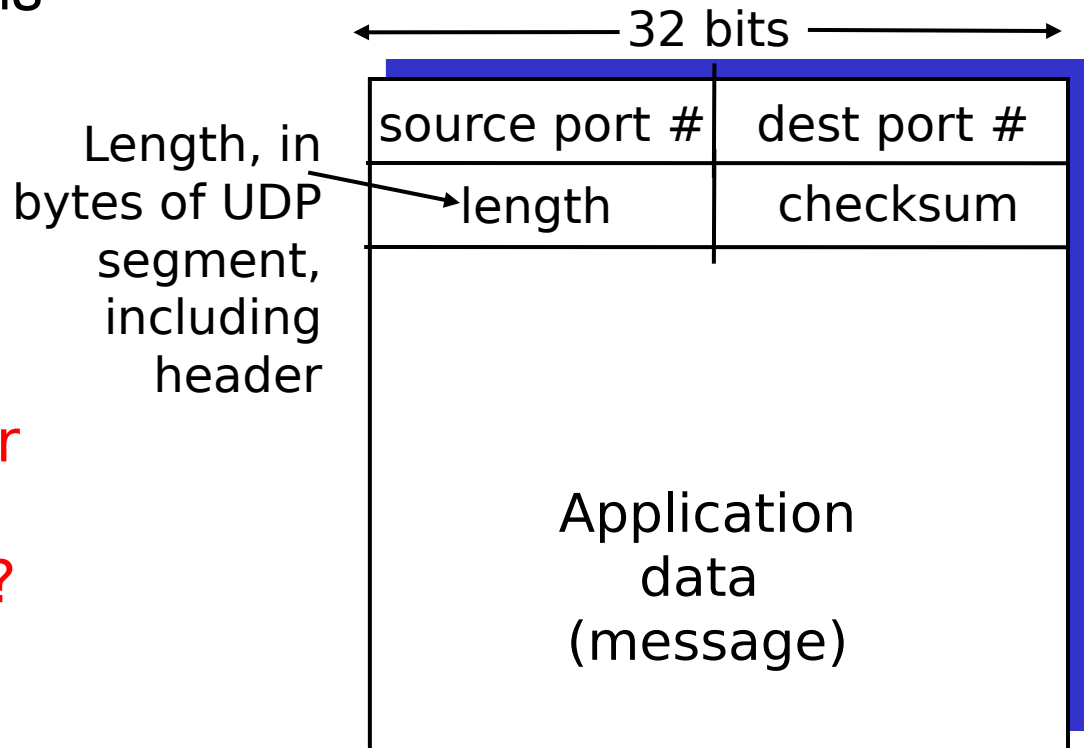 32 bits
source port # dest port #
Length, in
bytes of UDP
segment,
including
header
length checksum
r
?
Application
data
(message)